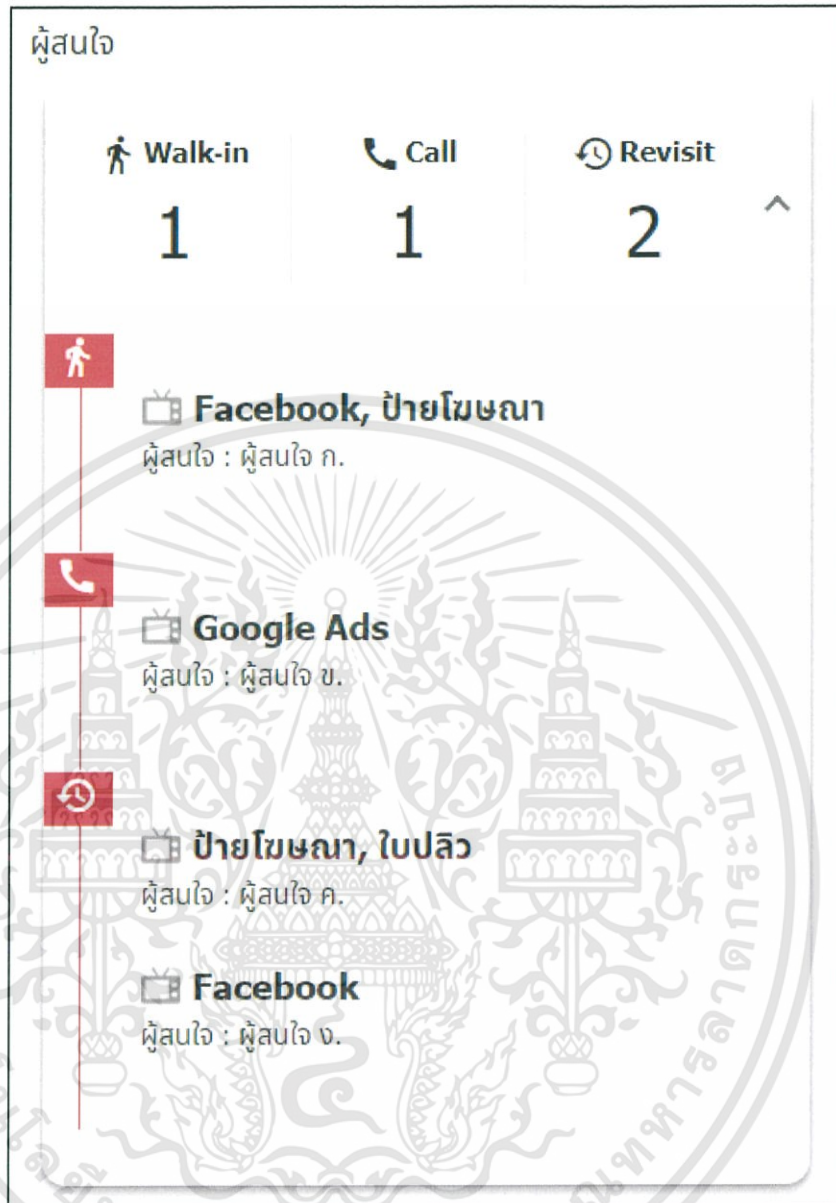 ผู้สนใจ
Walk-in Call Revisit
1 1 2
Facebook, ป้ายโฆษณา
ผู้สนใจ : ผู้สนใจ ก.
Google Ads
ผู้สนใจ : ผู้สนใจ ข.
ป้ายโฆษณา, ใบปลิว
ผู้สนใจ : ผู้สนใจ ค.
Facebook
ผู้สนใจ : ผู้สนใจ ง.